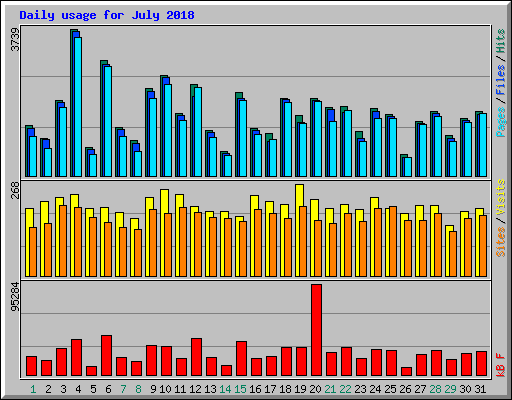 Daily usage for July 2018
3739
Pages / Files / Hits
268
Sites / Visits
95284
kB F
1 2 3 4 5 6 7 8 9 10 11 12 13 14 15 16 17 18 19 20 21 22 23 24 25 26 27 28 29 30 31